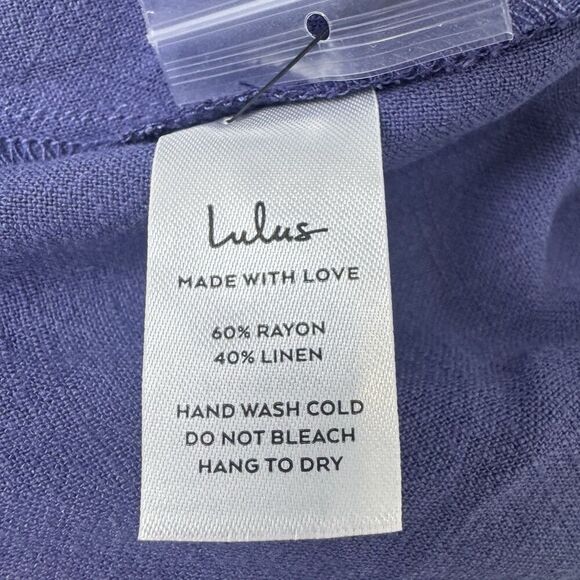 Lulus
MADE WITH LOVE
60% RAYON
40% LINEN
HAND WASH COLD
DO NOT BLEACH
HANG TO DRY